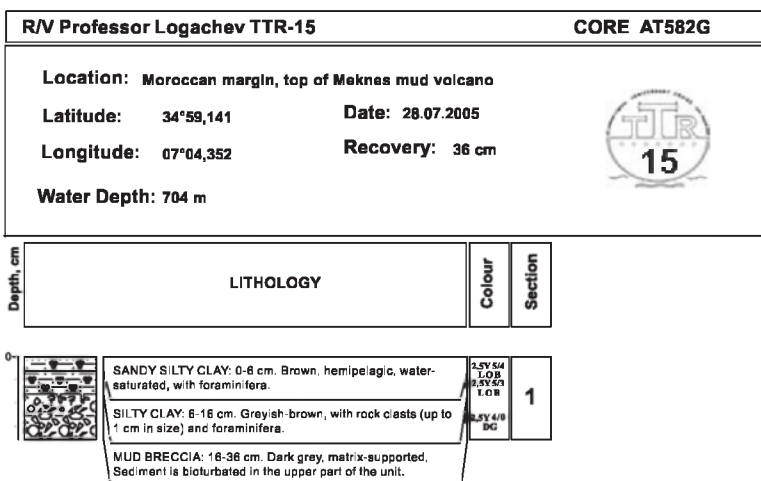 R/V Professor Logachev TTR-15 CORE AT582G
Location: Moroccan margin, top of Meknes mud volcano
Latitude: 34°59,141 Date: 28.07.2005
Longitude: 07°04,352 Recovery: 36 cm
Water Depth: 704 m
TTR
15
Depth, cm
LITHOLOGY
Colour
Section
0
SANDY SILTY CLAY: 0-6 cm. Brown, hemipelagic, water-
saturated, with foraminifera.
SILTY CLAY: 6-16 cm. Greyish-brown, with rock clasts (up to
1 cm in size) and foraminifera.
MUD BRECCIA: 16-36 cm. Dark grey, matrix-supported,
Sediment is bioturbated in the upper part of the unit.
2,5Y 5/4
LOB
2,5Y5/3
LOB
2,5Y 4/0
DG
1